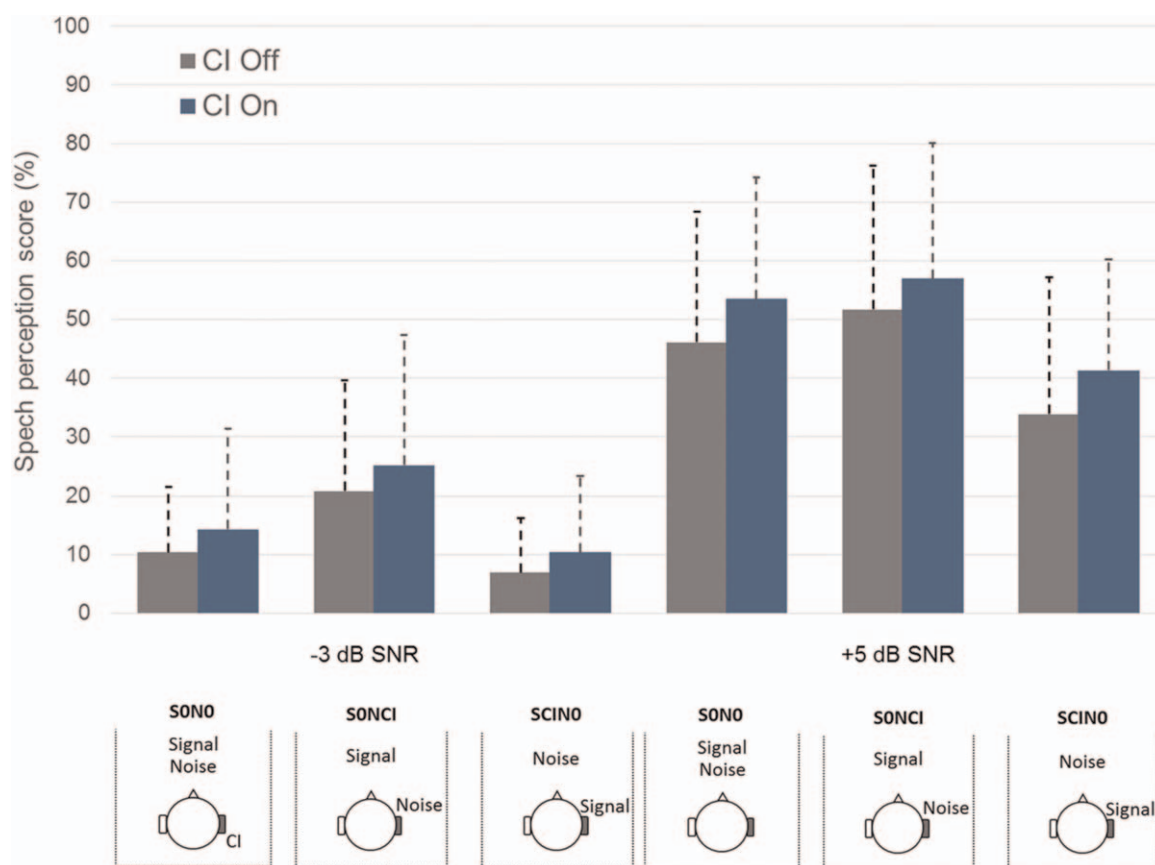 100
90
80
70
60
50
40
30
20
10
0
Spech perception score (%)
CI Off
CI On
-3 dB SNR
+5 dB SNR
S0N0
Signal
Noise
CI
S0NCI
Signal
Noise
SCIN0
Noise
Signal
S0N0
Signal
Noise
S0NCI
Signal
Noise
SCIN0
Noise
Signal